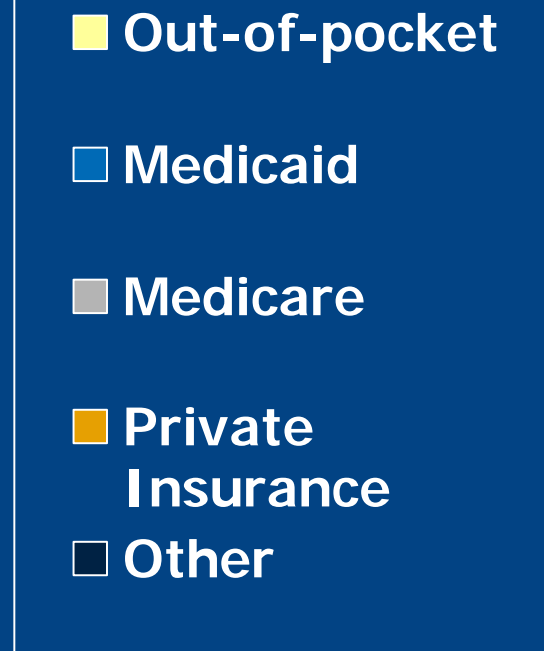 Out-of-pocket
Medicaid
Medicare
Private
Insurance
Other